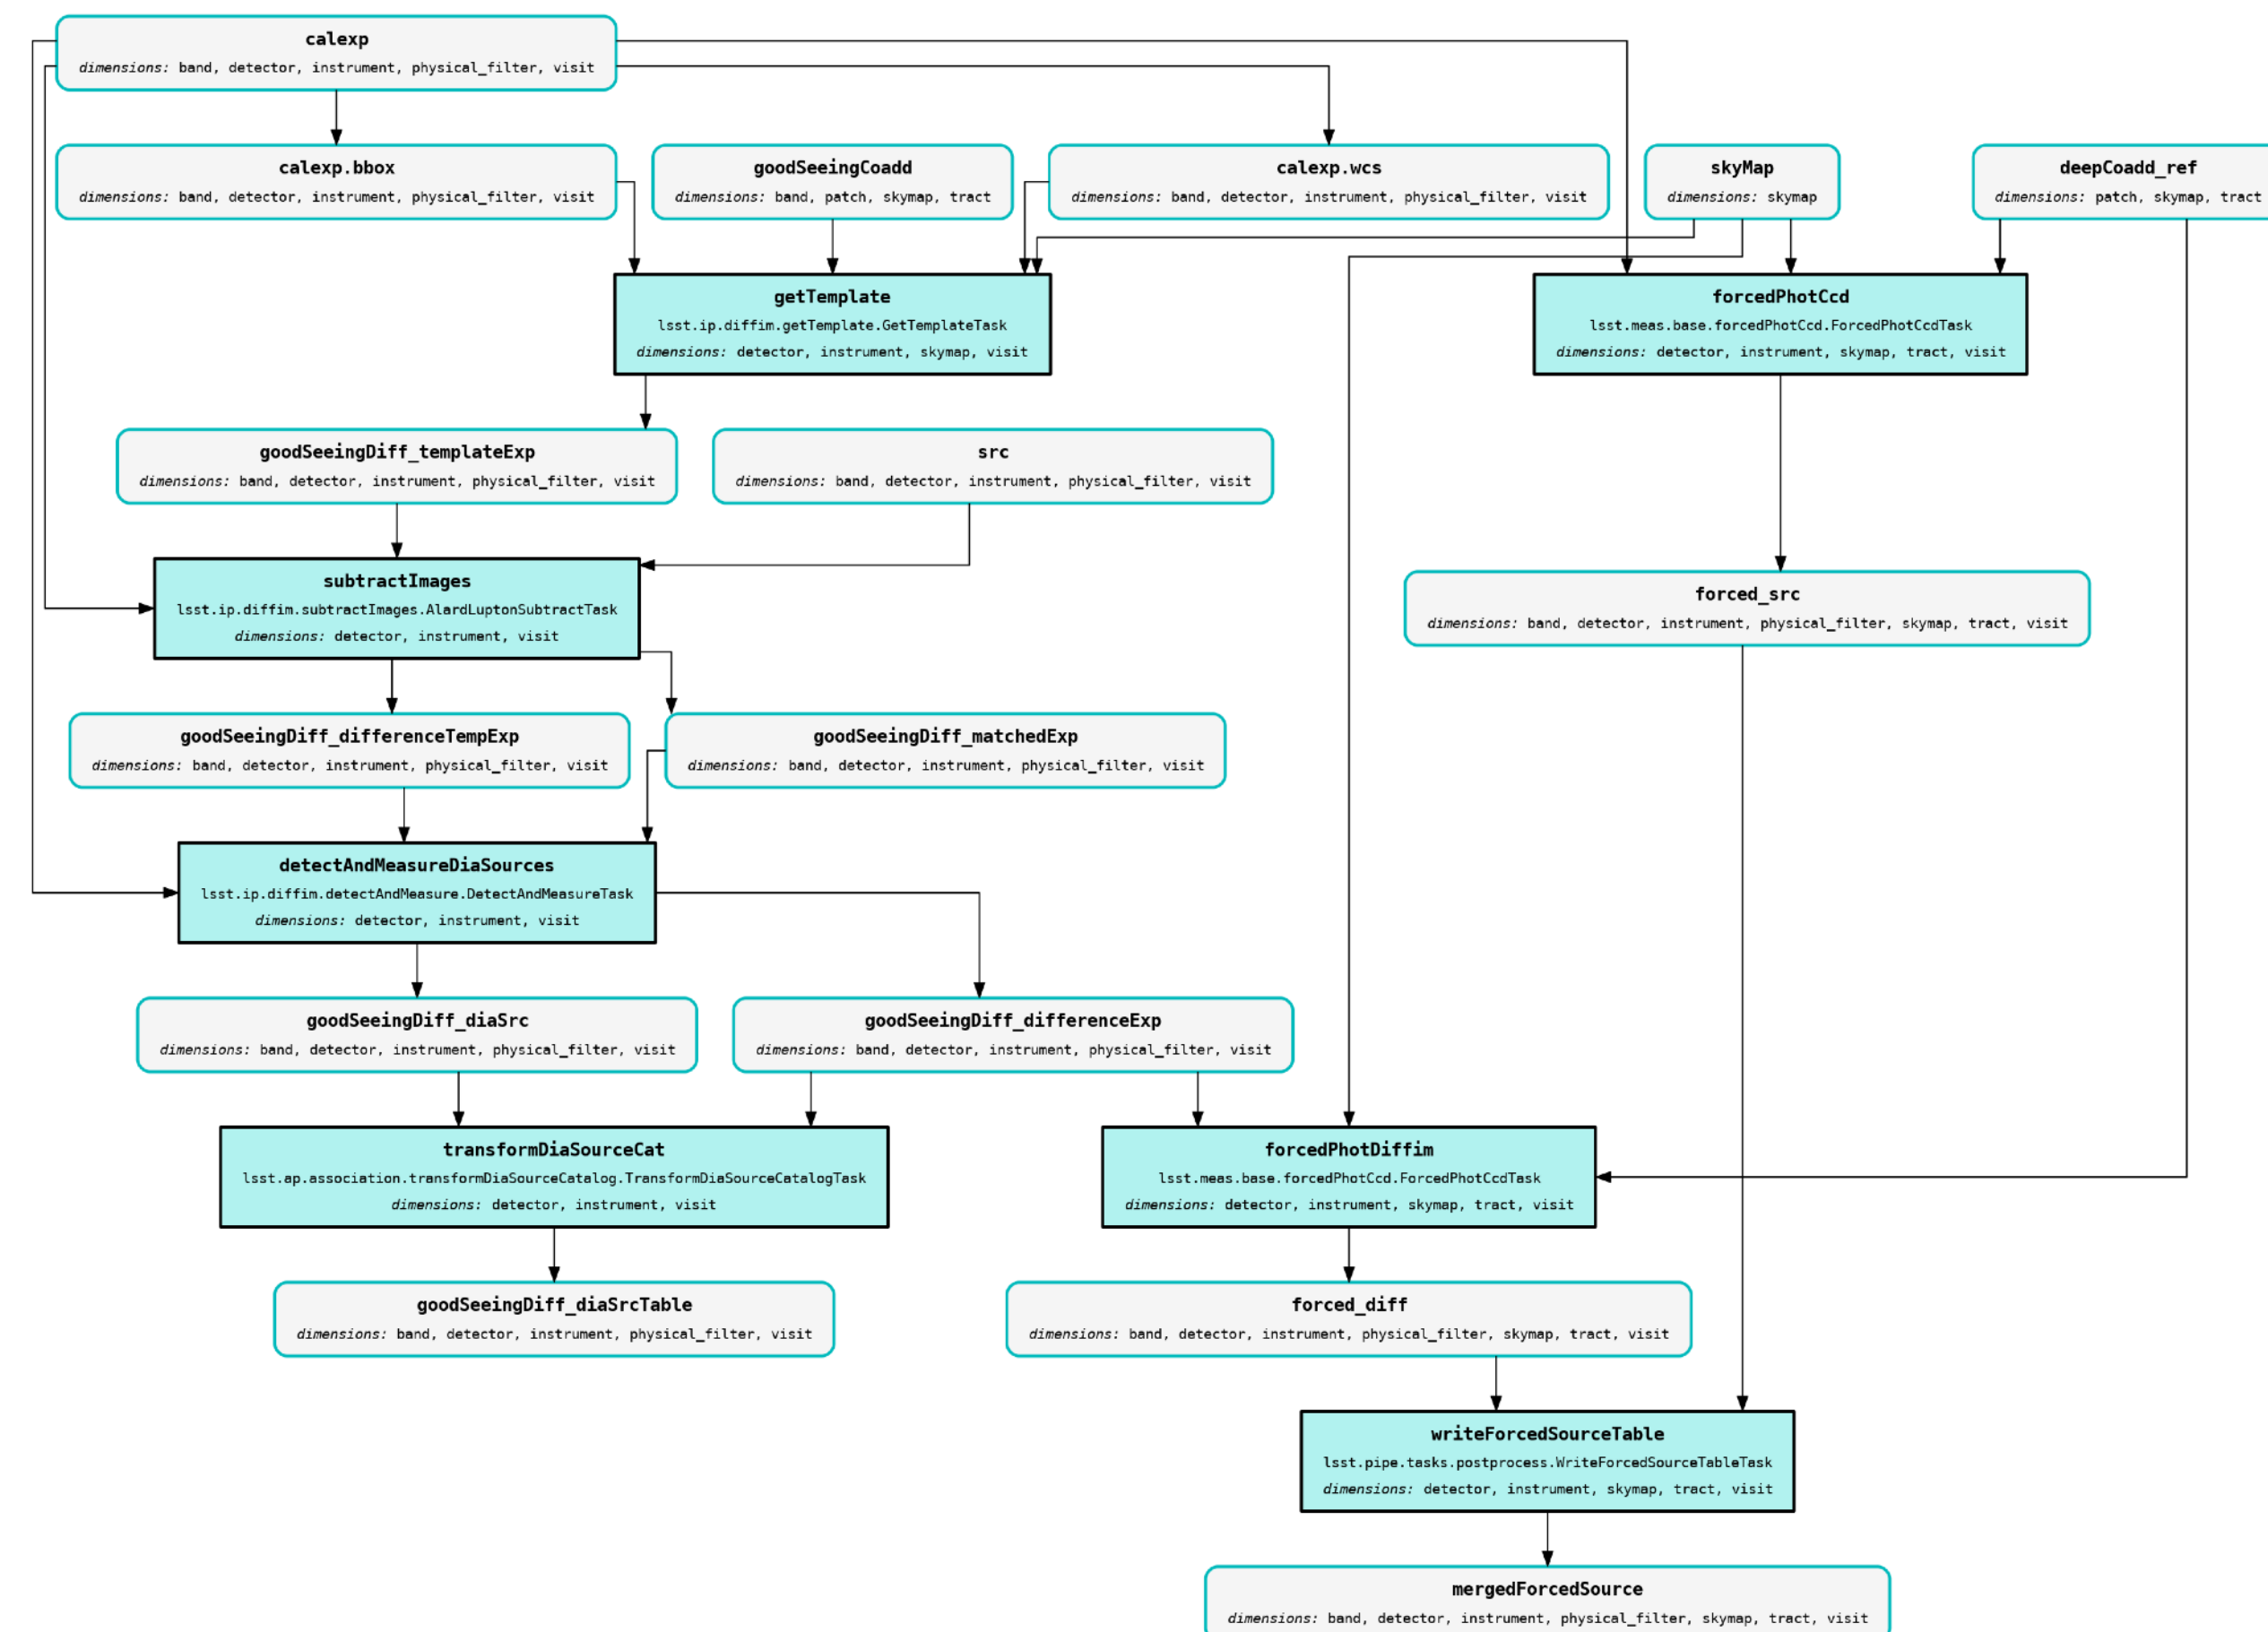 calexp
dimensions: band, detector, instrument, physical_filter, visit
calexp.bbox
dimensions: band, detector, instrument, physical_filter, visit
goodSeeingCoadd
dimensions: band, patch, skymap, tract
calexp.wcs
dimensions: band, detector, instrument, physical_filter, visit
skyMap
dimensions: skymap
deepCoadd_ref
dimensions: patch, skymap, tract
getTemplate
lsst.ip.diffim.getTemplate.GetTemplateTask
dimensions: detector, instrument, skymap, visit
forcedPhotCcd
lsst.meas.base.forcedPhotCcd.ForcedPhotCcdTask
dimensions: detector, instrument, skymap, tract, visit
goodSeeingDiff_templateExp
dimensions: band, detector, instrument, physical_filter, visit
src
dimensions: band, detector, instrument, physical_filter, visit
subtractImages
lsst.ip.diffim.subtractImages.AlardLuptonSubtractTask
dimensions: detector, instrument, visit
forced_src
dimensions: band, detector, instrument, physical_filter, skymap, tract, visit
goodSeeingDiff_differenceTempExp
dimensions: band, detector, instrument, physical_filter, visit
goodSeeingDiff_matchedExp
dimensions: band, detector, instrument, physical_filter, visit
detectAndMeasureDiaSources
lsst.ip.diffim.detectAndMeasure.DetectAndMeasureTask
dimensions: detector, instrument, visit
goodSeeingDiff_diaSrc
dimensions: band, detector, instrument, physical_filter, visit
goodSeeingDiff_differenceExp
dimensions: band, detector, instrument, physical_filter, visit
transformDiaSourceCat
lsst.ap.association.transformDiaSourceCatalog.TransformDiaSourceCatalogTask
dimensions: detector, instrument, visit
forcedPhotDiffim
lsst.meas.base.forcedPhotCcd.ForcedPhotCcdTask
dimensions: detector, instrument, skymap, tract, visit
goodSeeingDiff_diaSrcTable
dimensions: band, detector, instrument, physical_filter, visit
forced_diff
dimensions: band, detector, instrument, physical_filter, skymap, tract, visit
writeForcedSourceTable
lsst.pipe.tasks.postprocess.WriteForcedSourceTableTask
dimensions: detector, instrument, skymap, tract, visit
mergedForcedSource
dimensions: band, detector, instrument, physical_filter, skymap, tract, visit